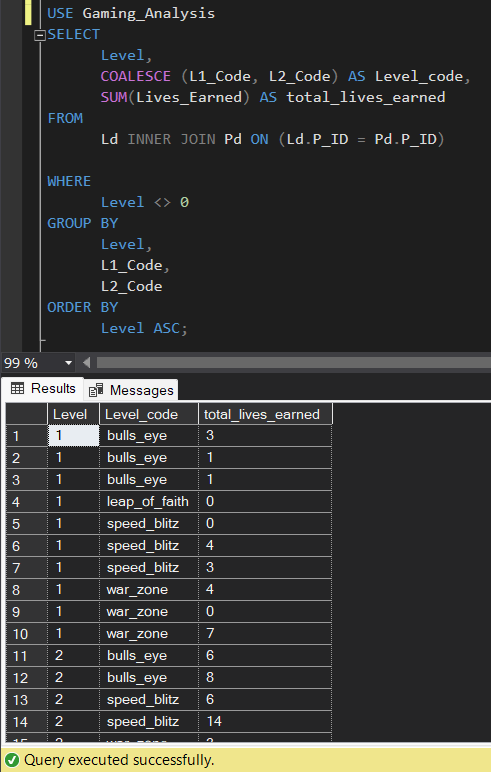 USE Gaming_Analysis
SELECT
Level,
COALESCE (L1_Code, L2_Code) AS Level_code,
SUM(Lives_Earned) AS total_lives_earned
FROM
Ld INNER JOIN Pd ON (Ld.P_ID = Pd.P_ID)
WHERE
Level <> 0
GROUP BY
Level,
L1_Code,
L2_Code
ORDER BY
Level ASC;
99 %
Results Messages
Level Level_code total_lives_earned
1 1 bulls_eye 3
2 1 bulls_eye 1
3 1 bulls_eye 1
4 1 leap_of_faith 0
5 1 speed_blitz 0
6 1 speed_blitz 4
7 1 speed_blitz 3
8 1 war_zone 4
9 1 war_zone 0
10 1 war_zone 7
11 2 bulls_eye 6
12 2 bulls_eye 8
13 2 speed_blitz 6
14 2 speed_blitz 14
Query executed successfully.